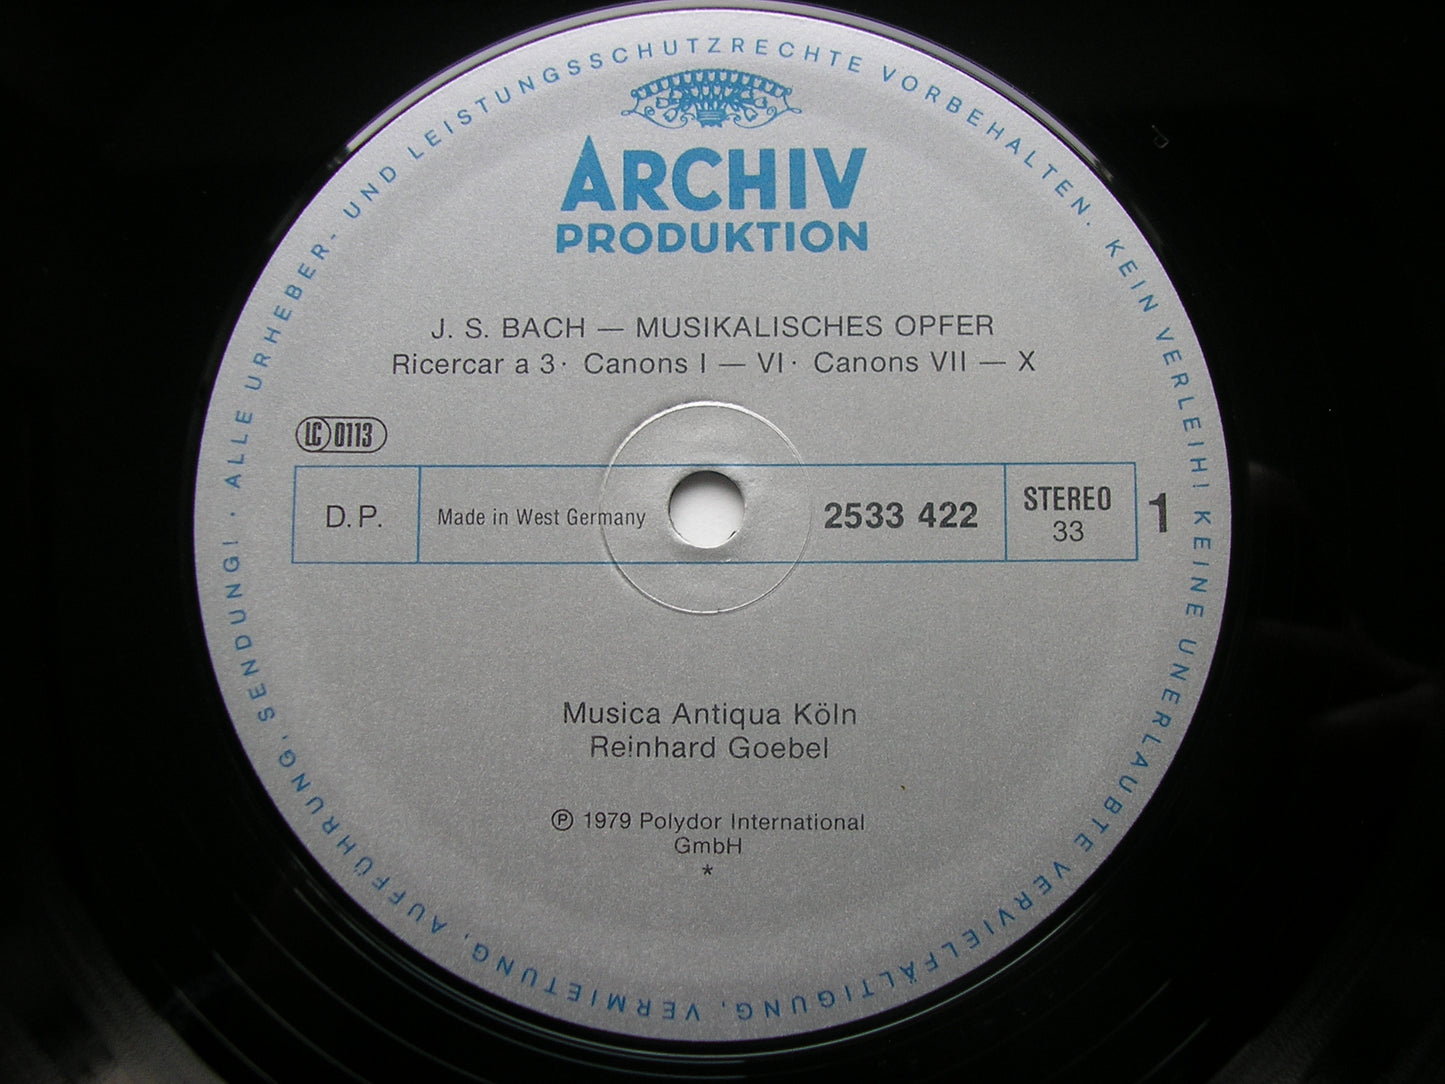 ALLE URHEBER- UND LEISTUNGSSCHUTZRECHTE VORBEHALTEN. KEIN VERLEIH! KEINE UNERLAUBTE VERVIELFÄLTIGUNG, VERMIETUNG, AUFFÜHRUNG, SENDUNG! ·
ARCHIV
PRODUKTION
J. S. BACH — MUSIKALISCHES OPFER
Ricercar a 3 · Canons I — VI · Canons VII — X
LC 0113
D. P. Made in West Germany 2533 422 STEREO 1
33
Musica Antiqua Köln
Reinhard Goebel
Ⓟ 1979 Polydor International
GmbH
*